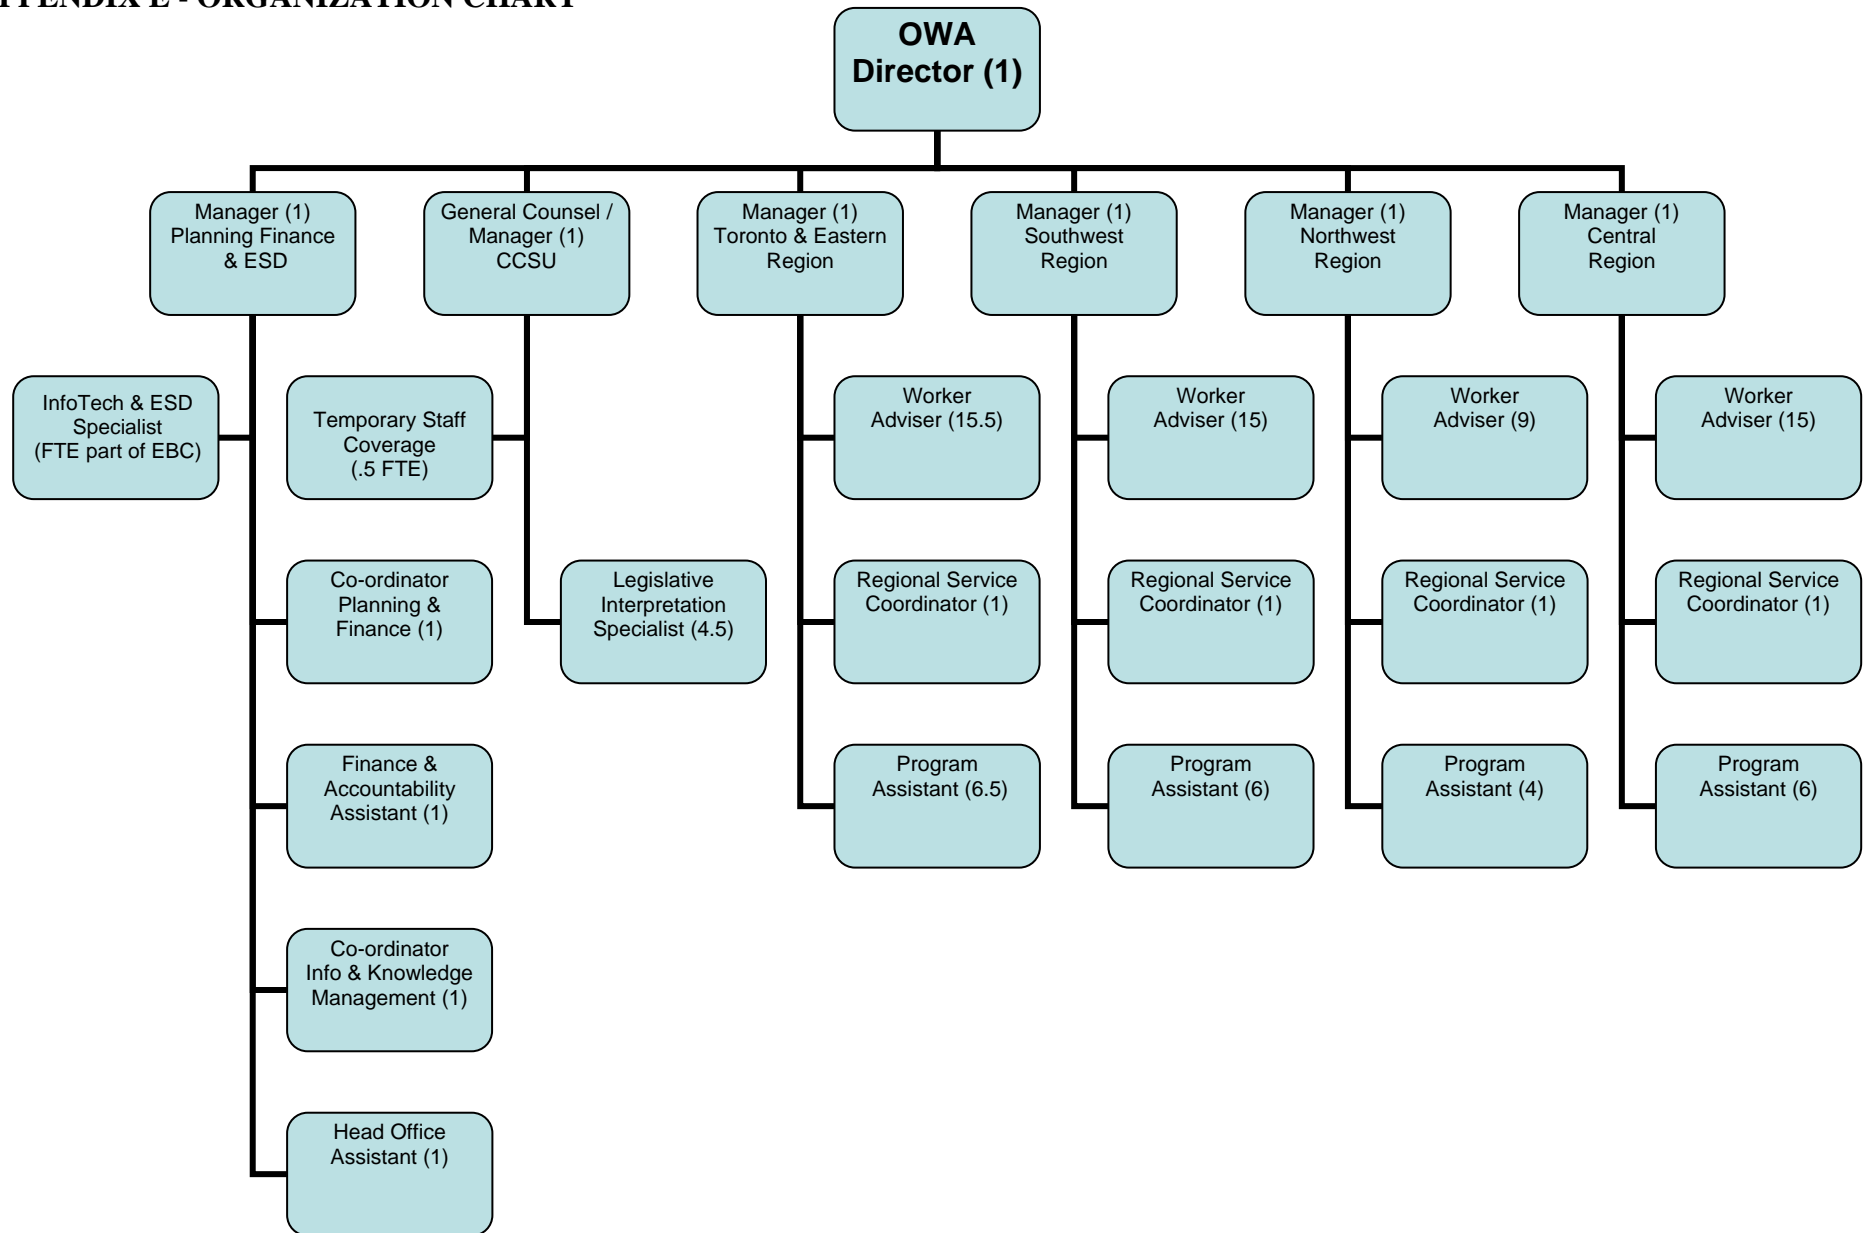 PPENDIX E - ORGANIZATION CHART
OWA
Director (1)
Manager (1)
Planning Finance
& ESD
General Counsel /
Manager (1)
CCSU
Manager (1)
Toronto & Eastern
Region
Manager (1)
Southwest
Region
Manager (1)
Northwest
Region
Manager (1)
Central
Region
InfoTech & ESD
Specialist
(FTE part of EBC)
Temporary Staff
Coverage
(.5 FTE)
Worker
Adviser (15.5)
Worker
Adviser (15)
Worker
Adviser (9)
Worker
Adviser (15)
Co-ordinator
Planning &
Finance (1)
Legislative
Interpretation
Specialist (4.5)
Regional Service
Coordinator (1)
Regional Service
Coordinator (1)
Regional Service
Coordinator (1)
Regional Service
Coordinator (1)
Finance &
Accountability
Assistant (1)
Program
Assistant (6.5)
Program
Assistant (6)
Program
Assistant (4)
Program
Assistant (6)
Co-ordinator
Info & Knowledge
Management (1)
Head Office
Assistant (1)